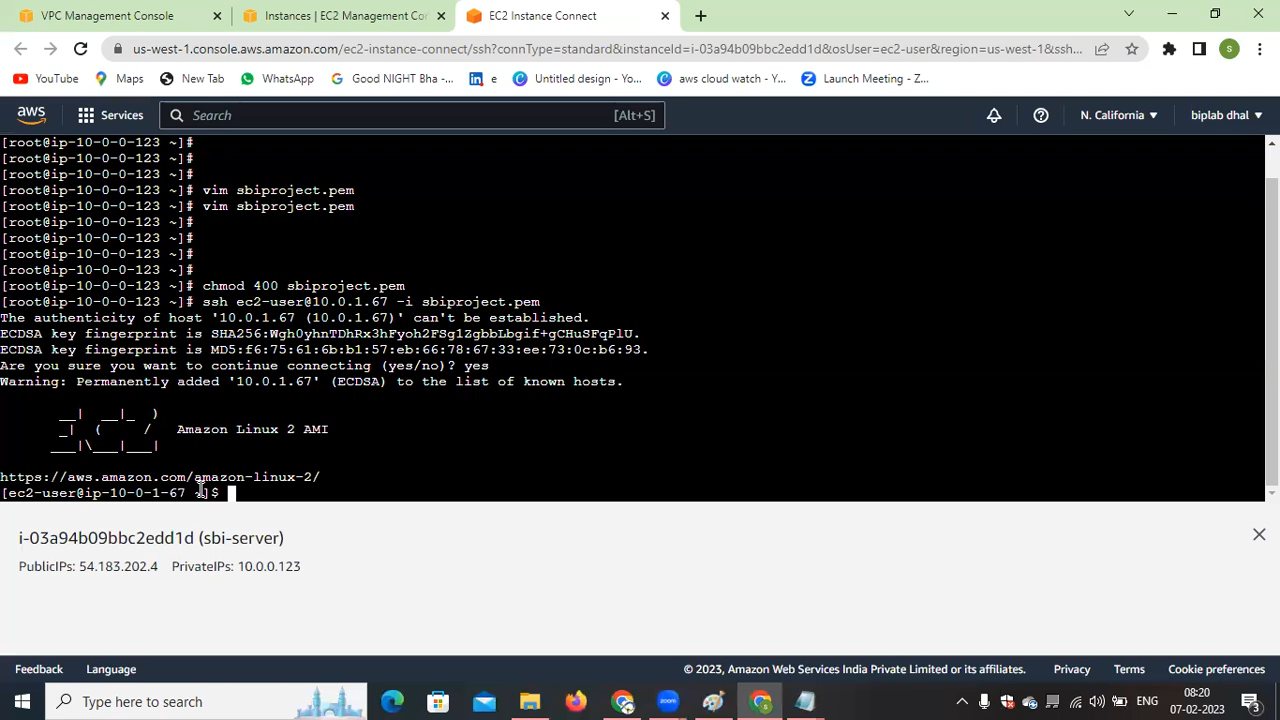 VPC Management Console
Instances | EC2 Management Co
EC2 Instance Connect
us-west-1.console.aws.amazon.com/ec2-instance-connect/ssh?connType=standard&instanceId=i-03a94b09bbc2edd1d&osUser=ec2-user&region=us-west-1&ssh...
S
YouTube
Maps
New Tab
WhatsApp
Good NIGHT Bha -...
e
Untitled design - Yo...
aws cloud watch - Y...
Launch Meeting - Z...
aws
Services
Search
[Alt+S]
N. California
biplab dhal
[root@ip-10-0-0-123 ~]#
[root@ip-10-0-0-123 ~]#
[root@ip-10-0-0-123 ~]#
[root@ip-10-0-0-123 ~]# vim sbiproject.pem
[root@ip-10-0-0-123 ~]# vim sbiproject.pem
[root@ip-10-0-0-123 ~]#
[root@ip-10-0-0-123 ~]#
[root@ip-10-0-0-123 ~]#
[root@ip-10-0-0-123 ~]#
[root@ip-10-0-0-123 ~]# chmod 400 sbiproject.pem
[root@ip-10-0-0-123 ~]# ssh ec2-user@10.0.1.67 -i sbiproject.pem
The authenticity of host '10.0.1.67 (10.0.1.67)' can't be established.
ECDSA key fingerprint is SHA256:Wgh0yhnTDhRx3hFyoh2FSg1ZgbbLbgif+gCHuSFqPlU.
ECDSA key fingerprint is MD5:f6:75:61:6b:b1:57:eb:66:78:67:33:ee:73:0c:b6:93.
Are you sure you want to continue connecting (yes/no)? yes
Warning: Permanently added '10.0.1.67' (ECDSA) to the list of known hosts.
__|  __|_  )
_|  (     /   Amazon Linux 2 AMI
___|\___|___|
https://aws.amazon.com/amazon-linux-2/
[ec2-user@ip-10-0-1-67 ~]$
i-03a94b09bbc2edd1d (sbi-server)
PublicIPs: 54.183.202.4 PrivateIPs: 10.0.0.123
Feedback
Language
© 2023, Amazon Web Services India Private Limited or its affiliates.
Privacy
Terms
Cookie preferences
Type here to search
zoom
ENG
08:20
07-02-2023
3